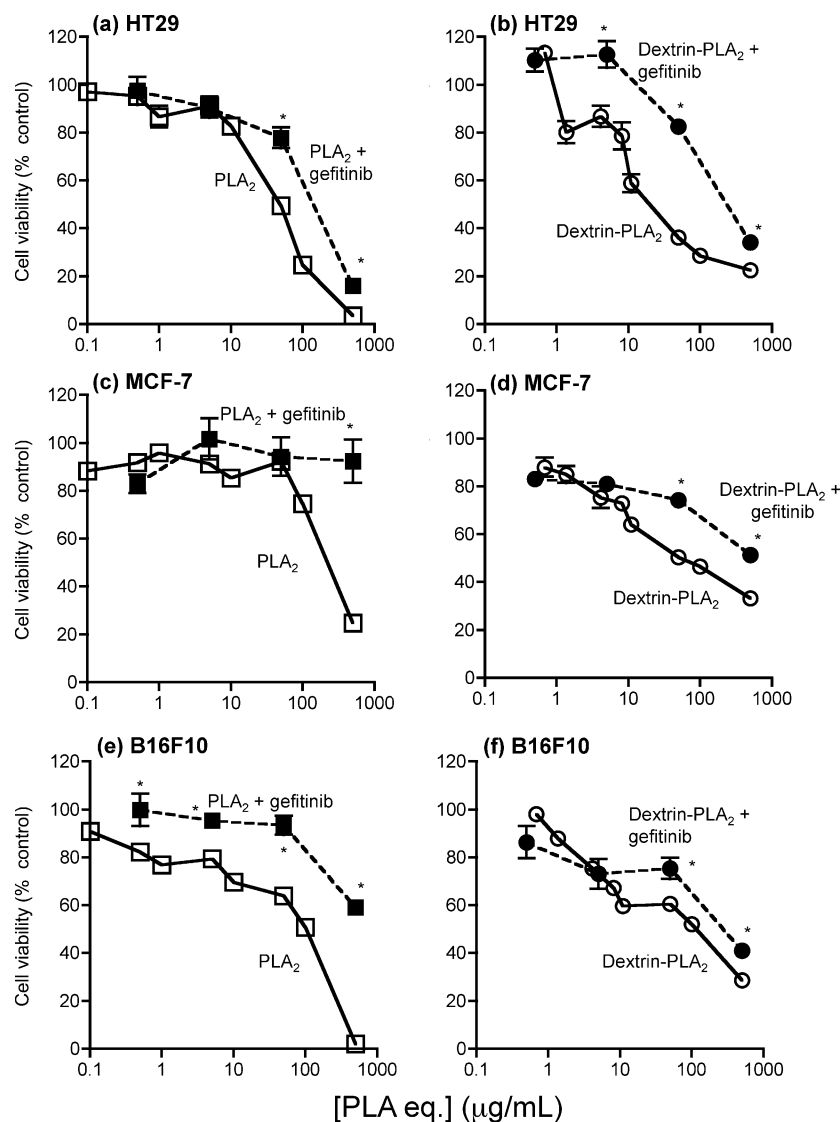 (a) HT29
120
100
80
60
40
20
0
Cell viability (% control)
*
PLA₂ +
gefitinib
PLA₂
*
0.1 1 10 100 1000
(b) HT29
120
100
80
60
40
20
0
*
Dextrin-PLA₂ +
gefitinib
*
Dextrin-PLA₂
*
0.1 1 10 100 1000
(c) MCF-7
120
100
80
60
40
20
0
Cell viability (% control)
PLA₂ + gefitinib
*
PLA₂
0.1 1 10 100 1000
(d) MCF-7
120
100
80
60
40
20
0
*
Dextrin-PLA₂ +
gefitinib
*
Dextrin-PLA₂
0.1 1 10 100 1000
(e) B16F10
120
100
80
60
40
20
0
Cell viability (% control)
*
*
PLA₂ + gefitinib
*
*
PLA₂
0.1 1 10 100 1000
(f) B16F10
120
100
80
60
40
20
0
Dextrin-PLA₂ +
gefitinib
*
*
Dextrin-PLA₂
0.1 1 10 100 1000
[PLA eq.] (μg/mL)